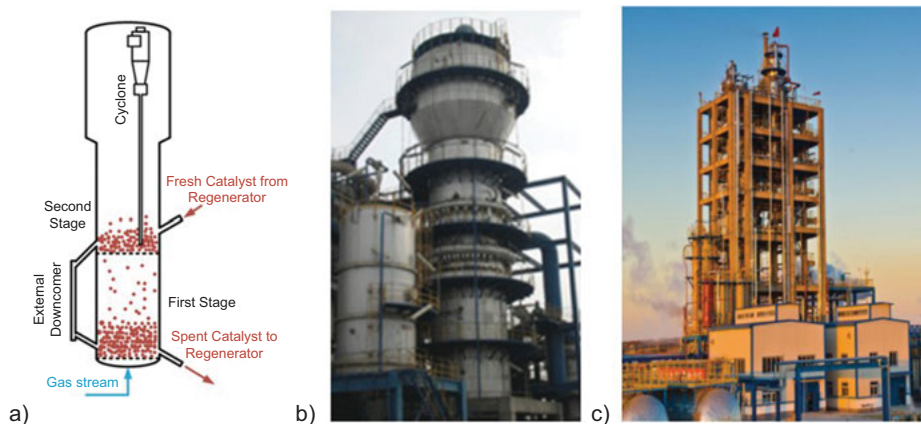 Cyclone
Fresh Catalyst from
Regenerator
Second
Stage
External
Downcomer
First Stage
Spent Catalyst to
Regenerator
Gas stream
a)
b)
c)